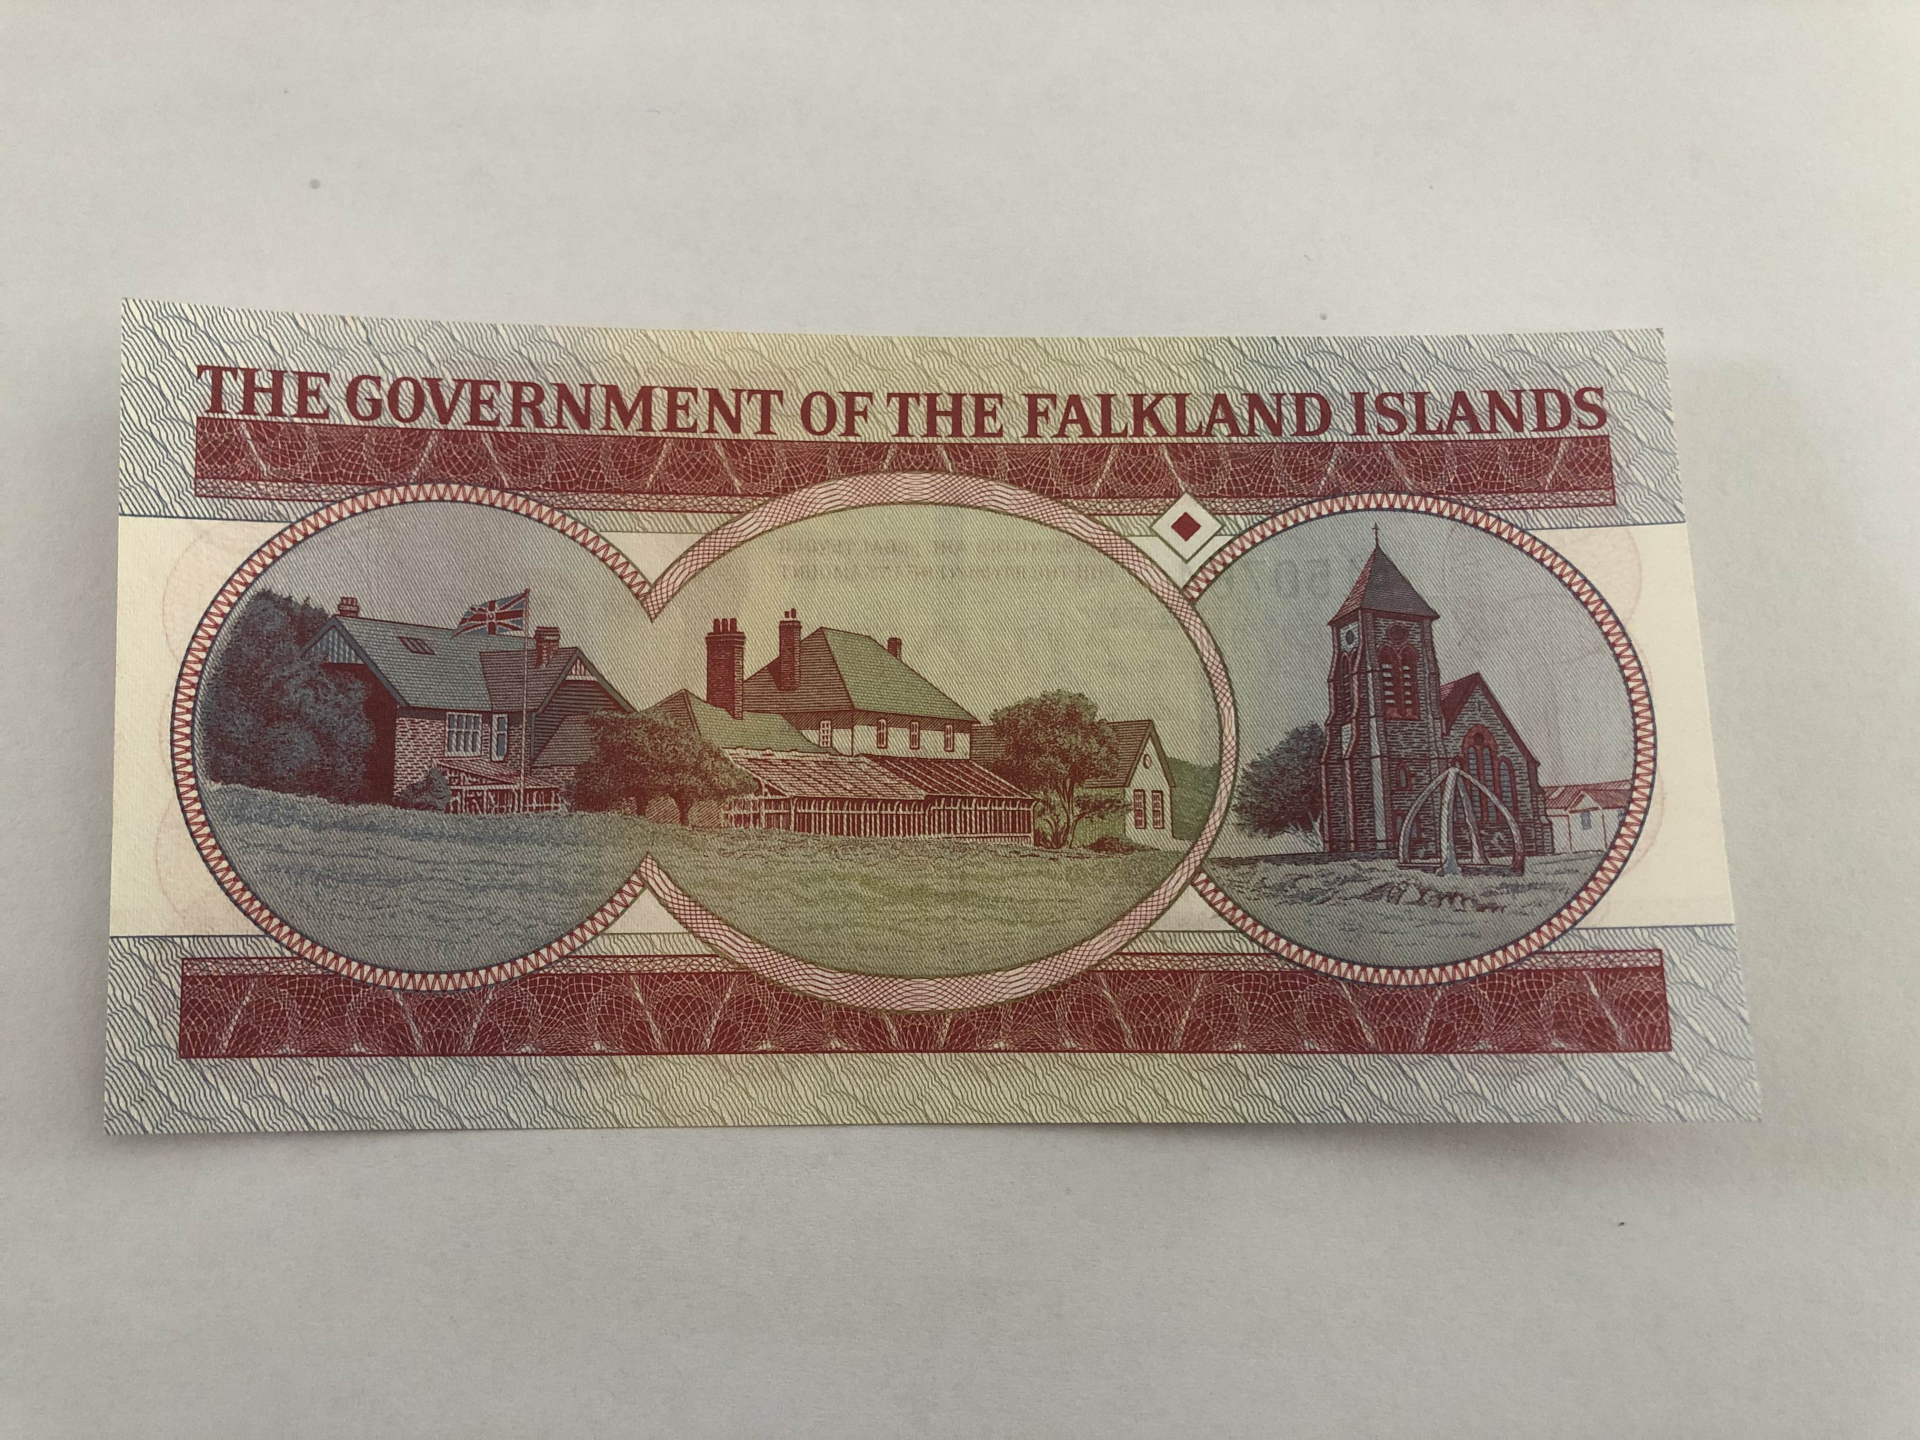 THE GOVERNMENT OF THE FALKLAND ISLANDS